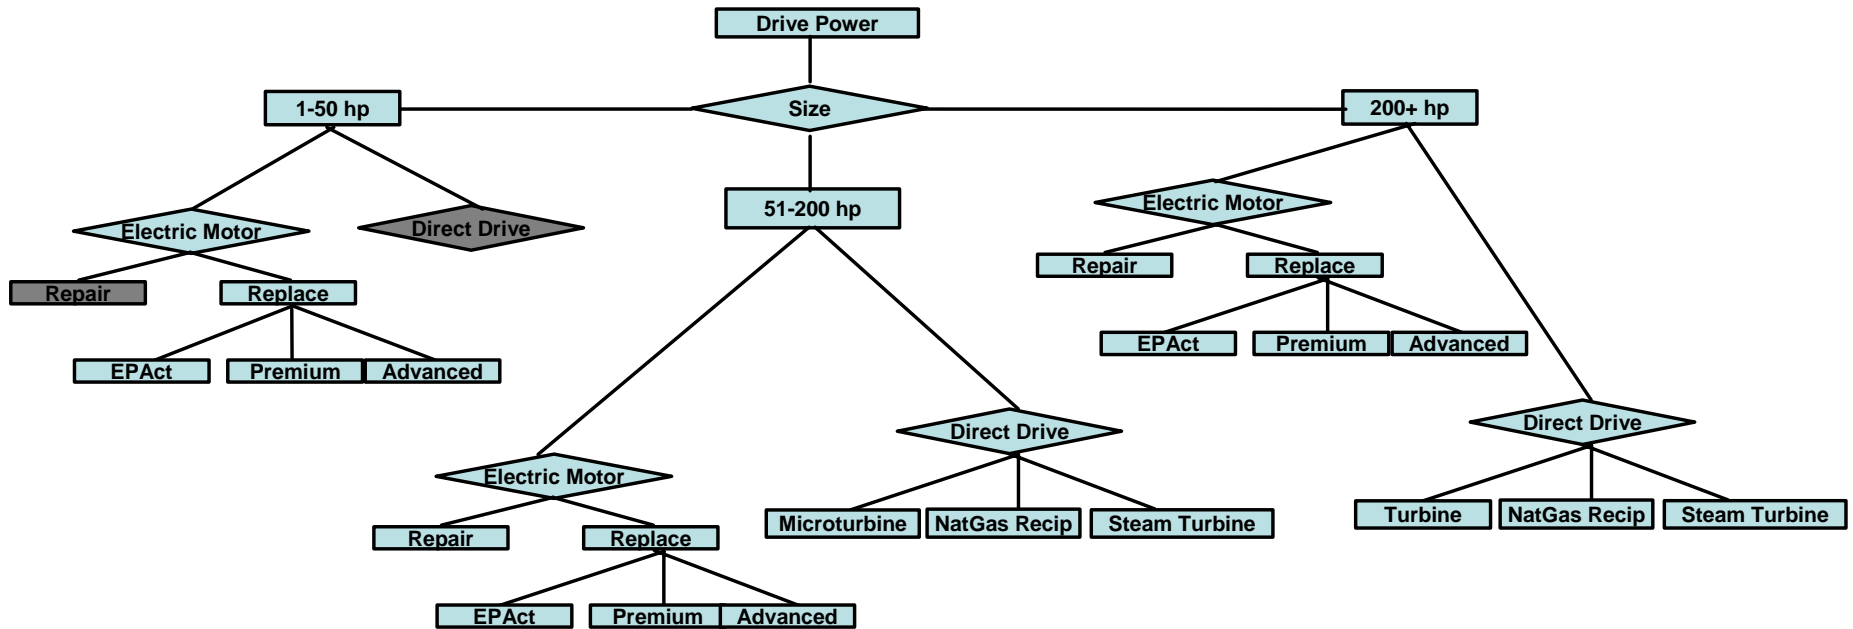 Drive Power
Size
1-50 hp
200+ hp
51-200 hp
Electric Motor
Direct Drive
Repair
Replace
EPAct
Premium
Advanced
Electric Motor
Direct Drive
Repair
Replace
Microturbine
NatGas Recip
Steam Turbine
EPAct
Premium
Advanced
Electric Motor
Repair
Replace
EPAct
Premium
Advanced
Direct Drive
Turbine
NatGas Recip
Steam Turbine